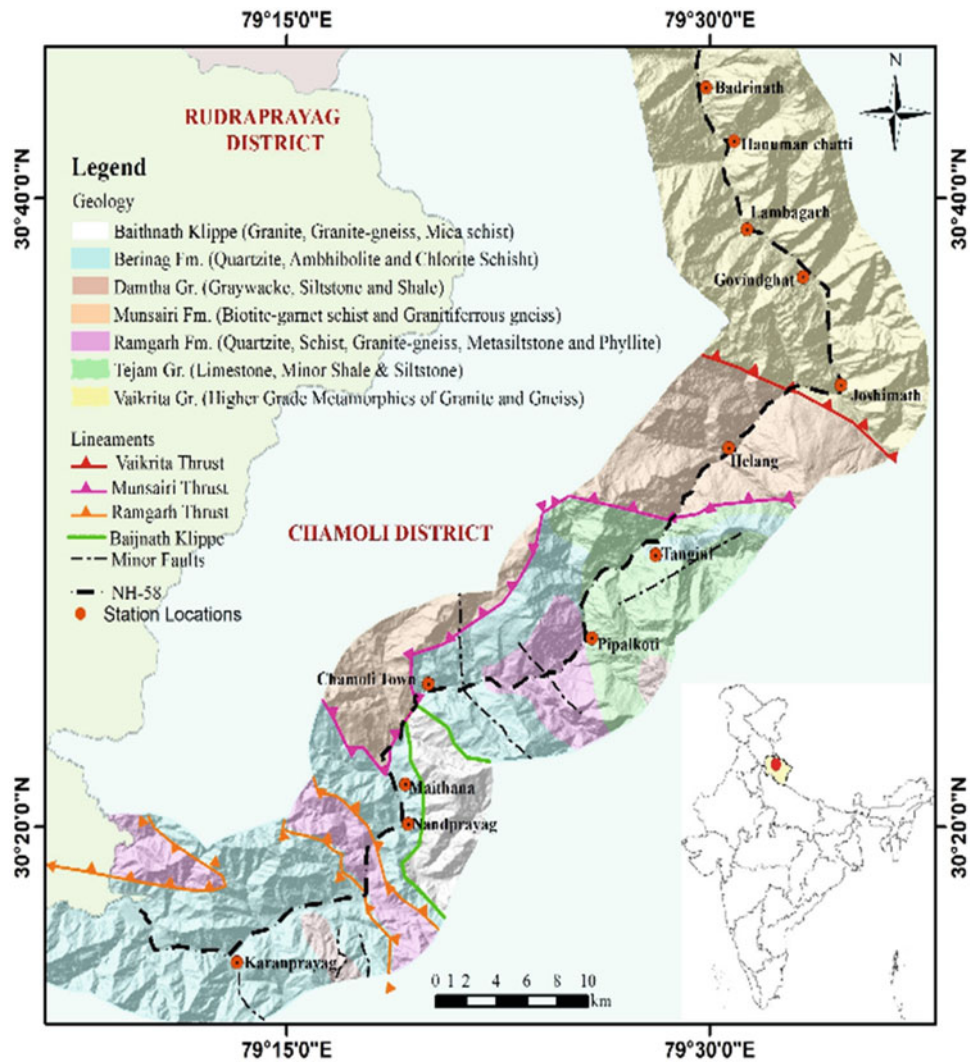 79°15'0"E
79°30'0"E
N
RUDRAPRAYAG
DISTRICT
Badrinath
Hanuman chatti
Lambagarh
Govindghat
Joshimath
Helang
30°40'0"N
30°40'0"N
Legend
Geology
Baithnath Klippe (Granite, Granite-gneiss, Mica schist)
Berinag Fm. (Quartzite, Ambhibolite and Chlorite Schisht)
Damtha Gr. (Graywacke, Siltstone and Shale)
Munsairi Fm. (Biotite-garnet schist and Granitiferrous gneiss)
Ramgarh Fm. (Quartzite, Schist, Granite-gneiss, Metasiltstone and Phyllite)
Tejam Gr. (Limestone, Minor Shale & Siltstone)
Vaikrita Gr. (Higher Grade Metamorphics of Granite and Gneiss)
Lineaments
Vaikrita Thrust
Munsairi Thrust
Ramgarh Thrust
Baijnath Klippe
Minor Faults
NH-58
Station Locations
CHAMOLI DISTRICT
Pipalkoti
Chamoli Town
Maithana
Nandprayag
Karanprayag
30°20'0"N
30°20'0"N
0 1 2 4 6 8 10
km
79°15'0"E
79°30'0"E